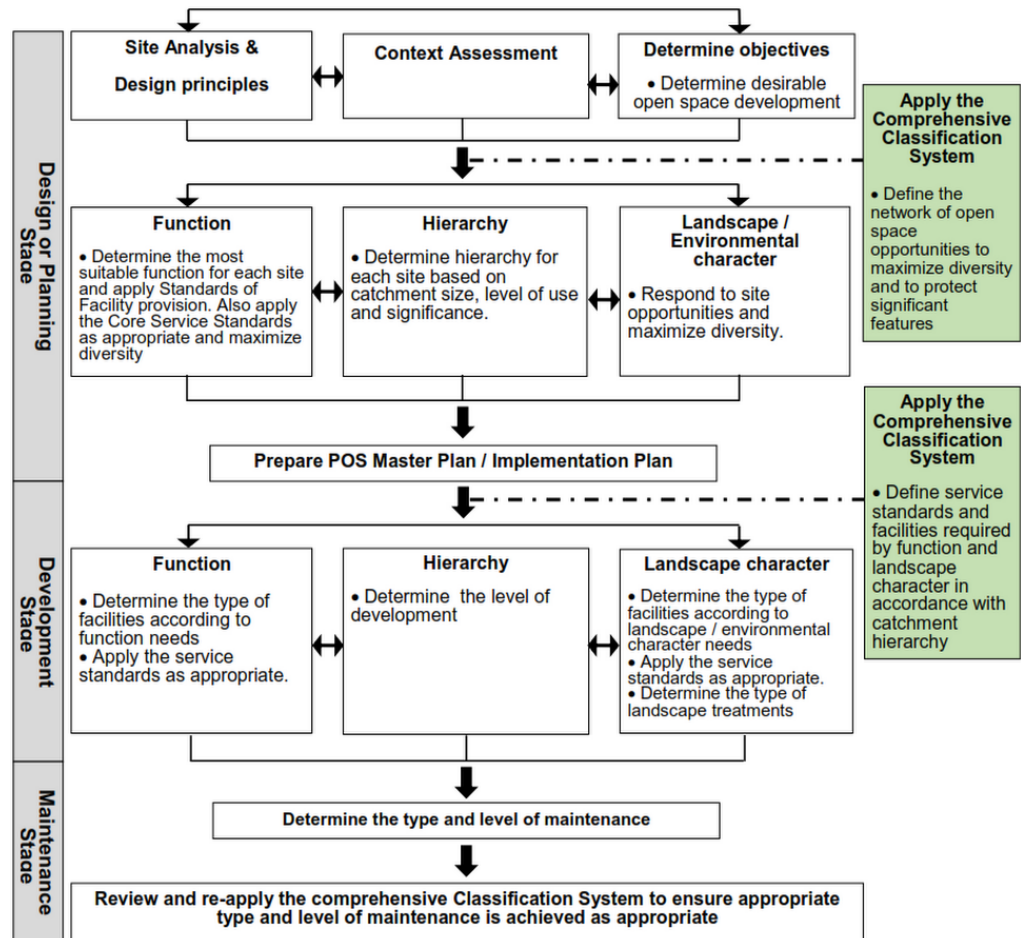 Design or Planning
Stage
Site Analysis &
Design principles
Context Assessment
Determine objectives
• Determine desirable
open space development
Apply the
Comprehensive
Classification
System
• Define the
network of open
space
opportunities to
maximize diversity
and to protect
significant
features
Function
• Determine the most
suitable function for each site
and apply Standards of
Facility provision. Also apply
the Core Service Standards
as appropriate and maximize
diversity
Hierarchy
• Determine hierarchy for
each site based on
catchment size, level of use
and significance.
Landscape /
Environmental
character
• Respond to site
opportunities and
maximize diversity.
Prepare POS Master Plan / Implementation Plan
Apply the
Comprehensive
Classification
System
• Define service
standards and
facilities required
by function and
landscape
character in
accordance with
catchment
hierarchy
Development
Stage
Function
• Determine the type of
facilities according to
function needs
• Apply the service
standards as appropriate.
Hierarchy
• Determine the level of
development
Landscape character
• Determine the type of
facilities according to
landscape / environmental
character needs
• Apply the service
standards as appropriate.
• Determine the type of
landscape treatments
Maintenance
Stage
Determine the type and level of maintenance
Review and re-apply the comprehensive Classification System to ensure appropriate
type and level of maintenance is achieved as appropriate